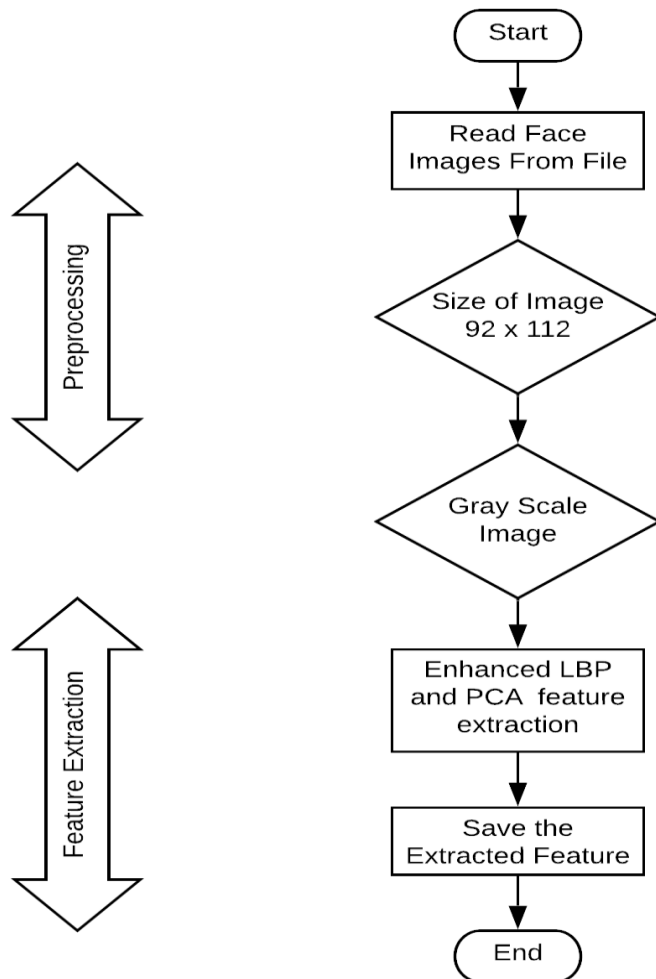 Start
Read Face
Images From File
Preprocessing
Size of Image
92 x 112
Gray Scale
Image
Feature Extraction
Enhanced LBP
and PCA feature
extraction
Save the
Extracted Feature
End